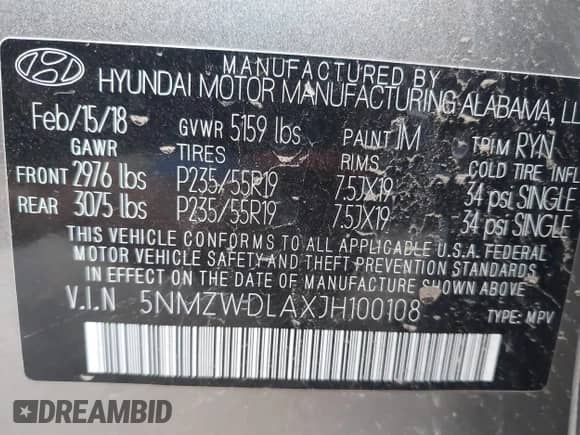 MANUFACTURED BY
HYUNDAI MOTOR MANUFACTURING ALABAMA, LL
Feb/15/18 GVWR 5159 lbs PAINT 1M TRIM RYN
GAWR TIRES RIMS COLD TIRE INFL
FRONT 2976 lbs P235/55R19 7.5JX19 34 psi SINGLE
REAR 3075 lbs P235/55R19 7.5JX19 34 psi SINGLE
THIS VEHICLE CONFORMS TO ALL APPLICABLE U.S.A. FEDERAL
MOTOR VEHICLE SAFETY AND THEFT PREVENTION STANDARDS
IN EFFECT ON THE DATE OF MANUFACTURE SHOWN ABOVE.
V.I.N 5NMZWDLAXJH100108 TYPE: MPV
DREAMBID